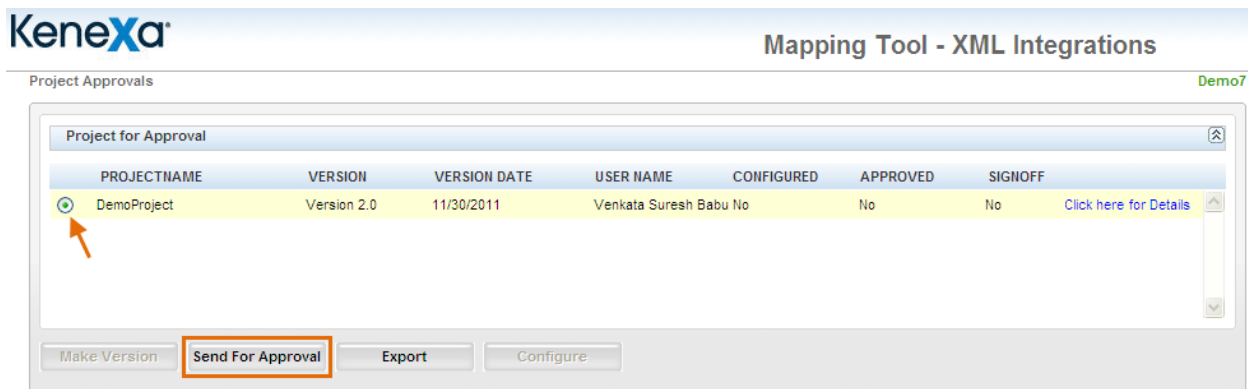 Kenexa
Mapping Tool - XML Integrations
Project Approvals
Demo7
Project for Approval
PROJECTNAME VERSION VERSION DATE USER NAME CONFIGURED APPROVED SIGNOFF
DemoProject Version 2.0 11/30/2011 Venkata Suresh Babu No No No Click here for Details
Make Version Send For Approval Export Configure